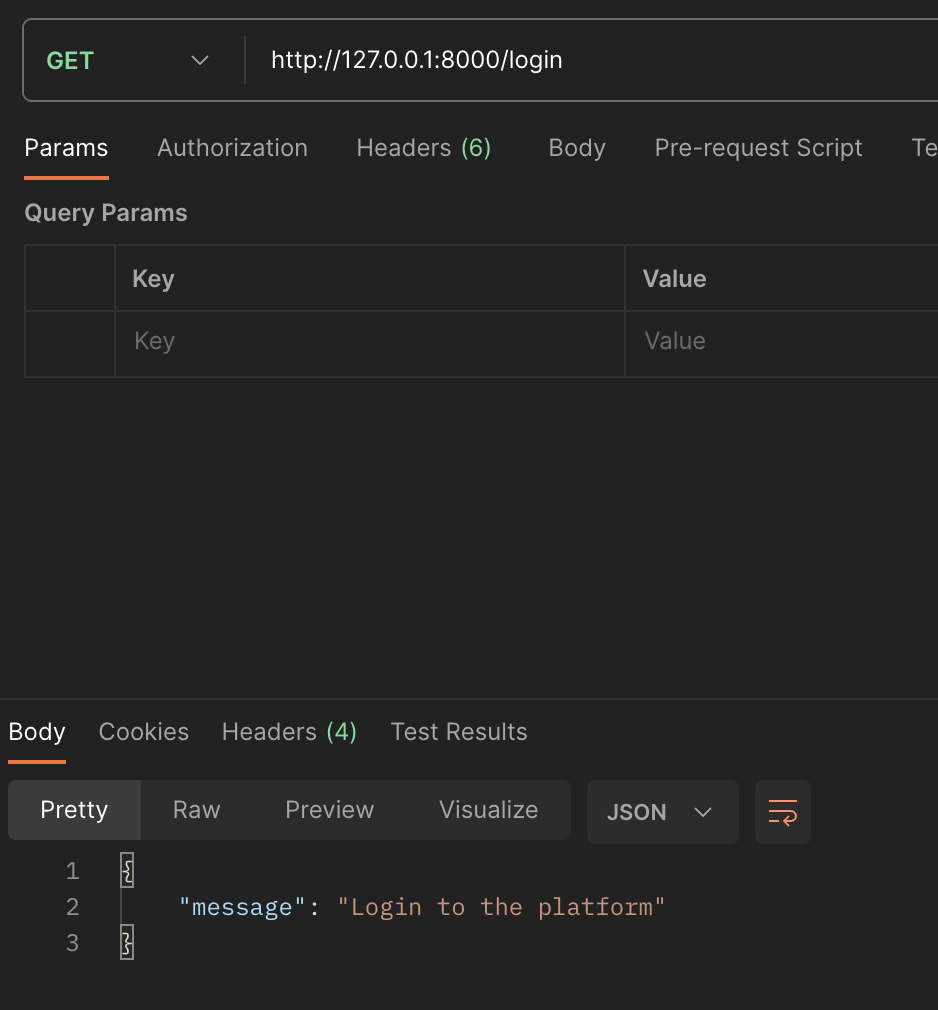 GET http://127.0.0.1:8000/login
Params Authorization Headers (6) Body Pre-request Script Te
Query Params
Key Value
Key Value
Body Cookies Headers (4) Test Results
Pretty Raw Preview Visualize JSON
1 {
2 "message": "Login to the platform"
3 }